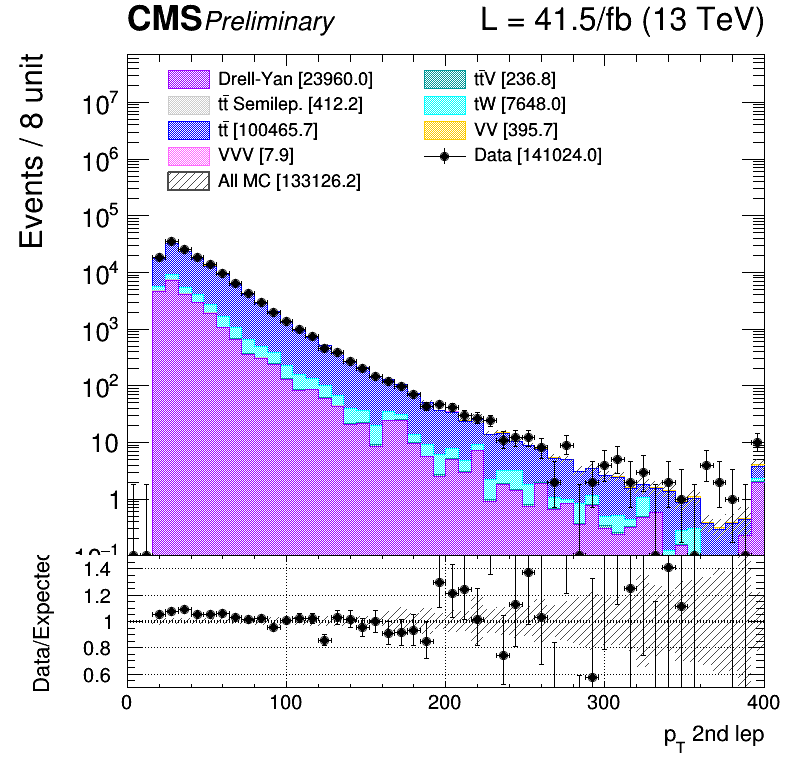 CMS Preliminary L = 41.5/fb (13 TeV)
Events / 8 unit
Drell-Yan [23960.0]
tt̄ Semilep. [412.2]
tt̄ [100465.7]
VVV [7.9]
All MC [133126.2]
tt̄V [236.8]
tW [7648.0]
VV [395.7]
Data [141024.0]
10⁷
10⁶
10⁵
10⁴
10³
10²
10
1
10⁻¹
Data/Expected
1.4
1.2
1
0.8
0.6
0 100 200 300 400
p_T 2nd lep